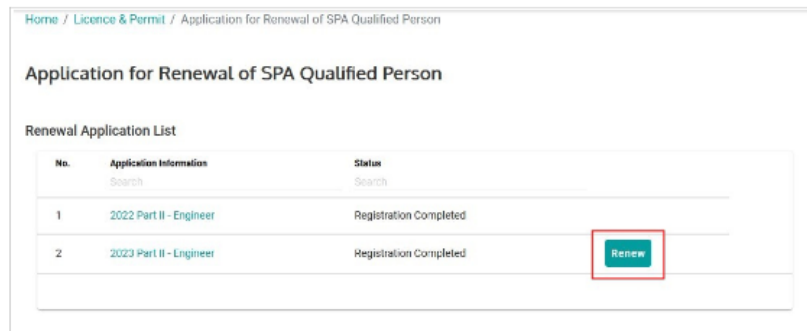 Home / Licence & Permit / Application for Renewal of SPA Qualified Person
Application for Renewal of SPA Qualified Person
Renewal Application List
No. Application Information Status
Search Search
1 2022 Part II - Engineer Registration Completed
2 2023 Part II - Engineer Registration Completed Renew